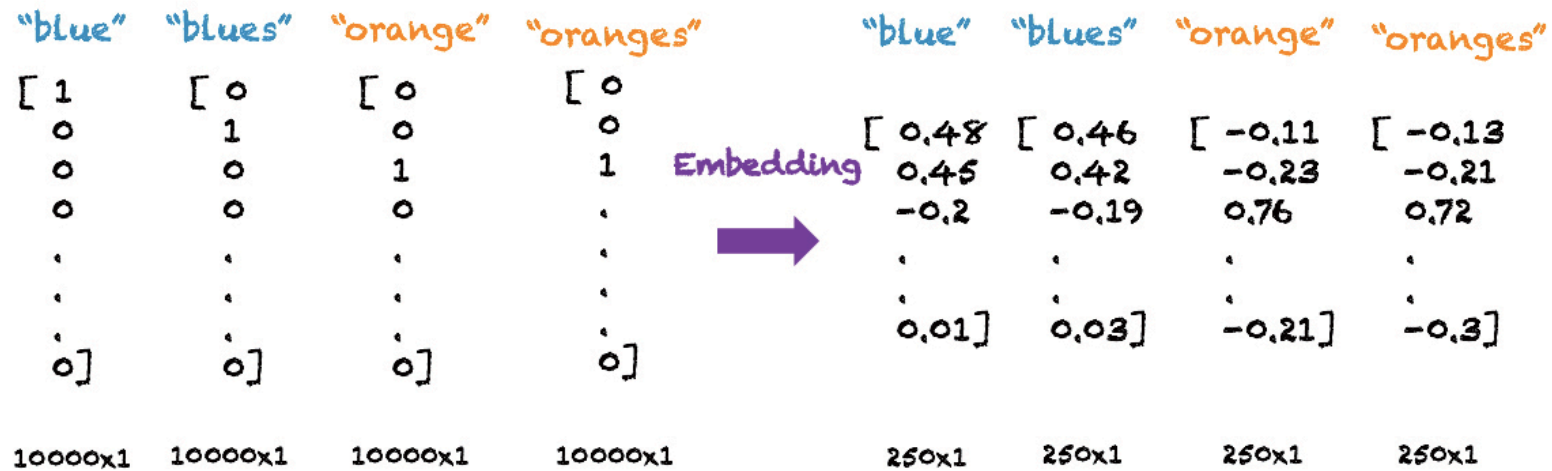 “blue” “blues” “orange” “oranges” “blue” “blues” “orange” “oranges”
[ 1 [ 0 [ 0 [ 0
0 1 0 0 [ 0.48 [ 0.46 [ -0.11 [ -0.13
0 0 1 1 Embedding 0.45 0.42 -0.23 -0.21
0 0 0 . -0.2 -0.19 0.76 0.72
. . . . . . . .
. . . . . . . .
. . . . 0.01] 0.03] -0.21] -0.3]
0] 0] 0] 0]
10000x1 10000x1 10000x1 10000x1 250x1 250x1 250x1 250x1